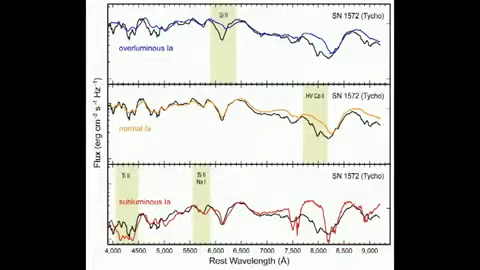 Si II
SN 1572 (Tycho)
overluminous Ia
HV Ca II
SN 1572 (Tycho)
normal Ia
Flux (erg cm⁻² s⁻¹ Hz⁻¹)
Ti II
Si II
Na I
SN 1572 (Tycho)
subluminous Ia
4,000 4,500 5,000 5,500 6,000 6,500 7,000 7,500 8,000 8,500 9,000
Rest Wavelength (Å)